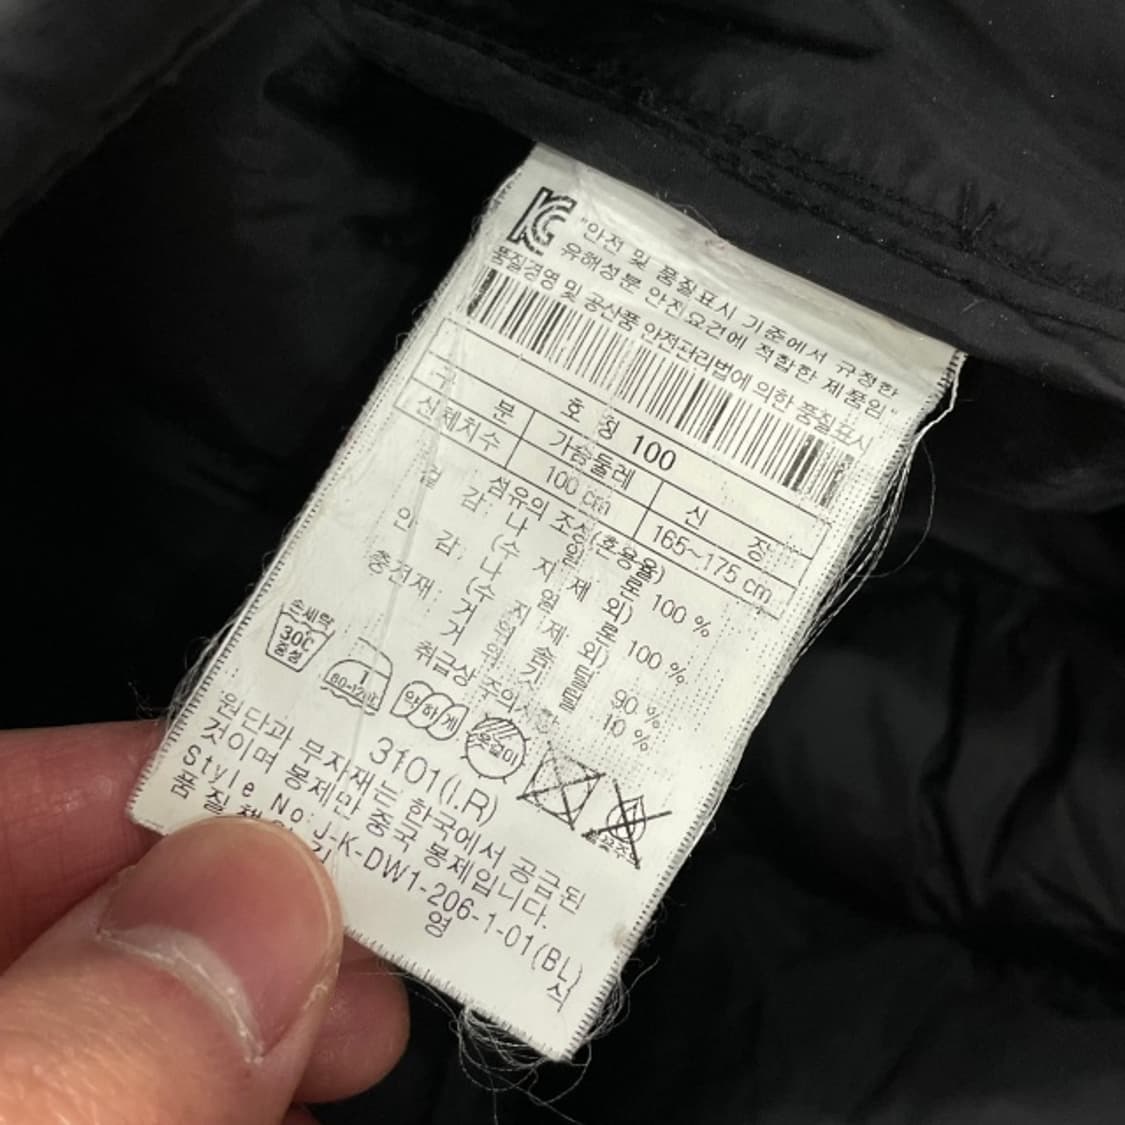 KC
"안전 및 품질표시 기준에서 규정한
유해성분 안전요건에 적합한 제품임"
품질경영 및 공산품 안전관리법에 의한 품질표시
호 칭 100
구 분 가슴둘레 신 장
신체치수 100 cm 165~175 cm
섬유의 조성(혼용율)
겉 감: 나 일 론 100 %
(수 지 제 외)
안 감: 나 일 론 100 %
(수 지 제 외)
충전재: 거 위 솜 털 90 %
거 위 깃 털 10 %
취급상 주의사항
손세탁
30℃
중성
약하게
옷걸이
3101(I.R)
원단과 부자재는 한국에서 공급된
것이며 봉제만 중국 봉제입니다.
Style No:J-K-DW1-206-1-01(BL)
품 질
영 식